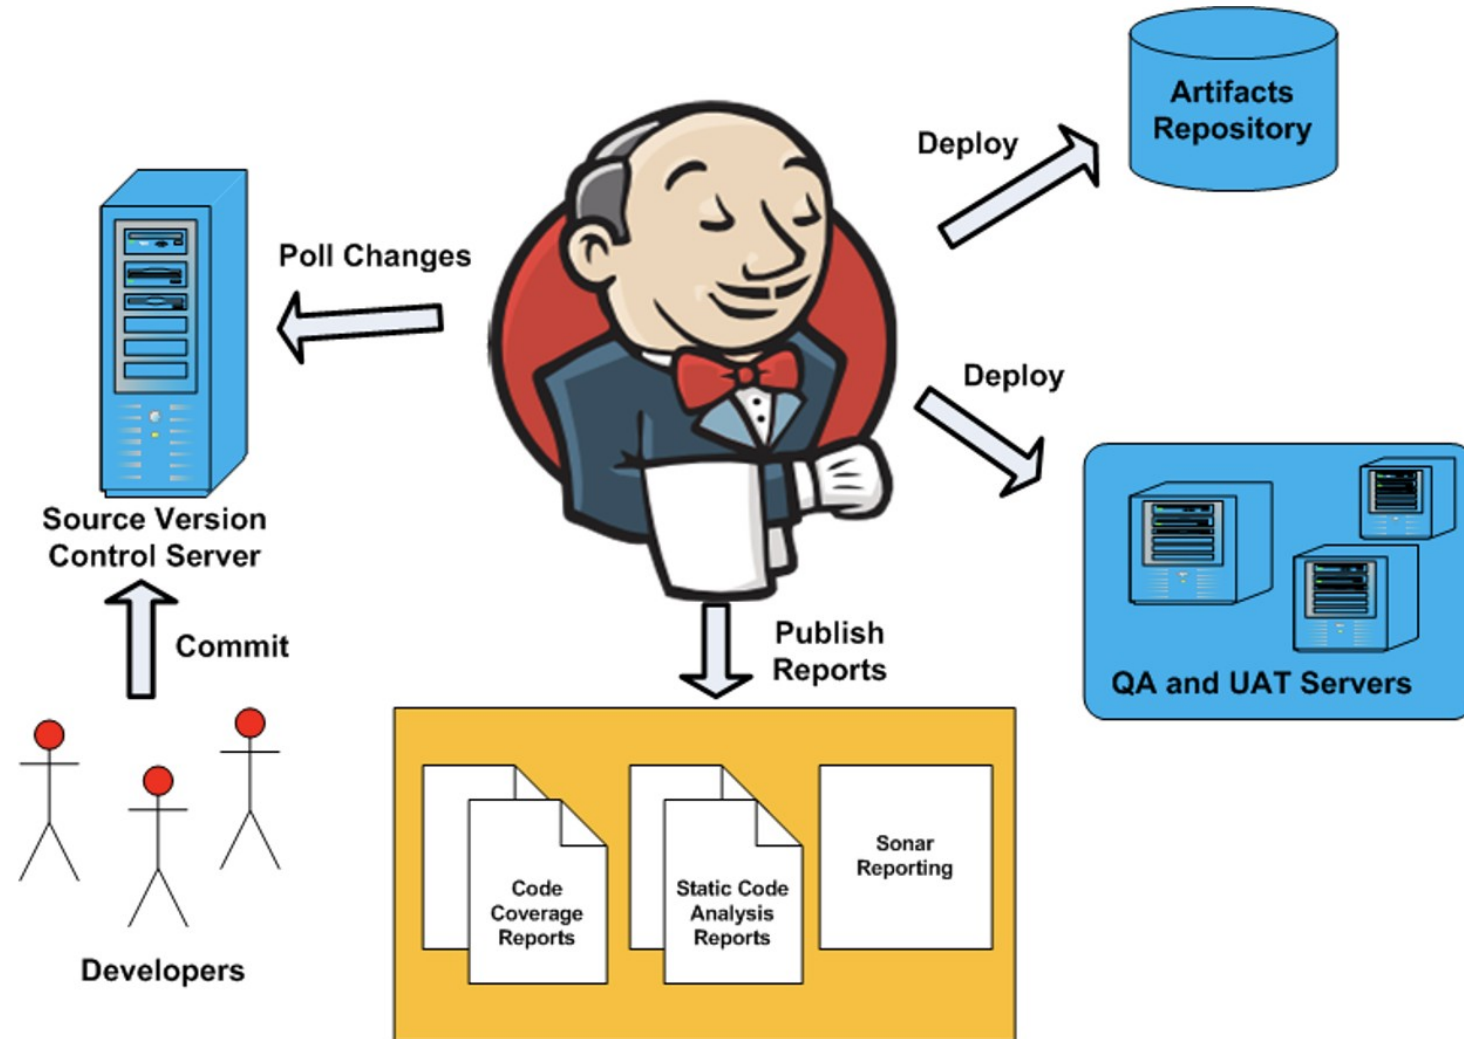 Artifacts
Repository
Deploy
Poll Changes
Deploy
Source Version
Control Server
Commit
Publish
Reports
QA and UAT Servers
Code
Coverage
Reports
Static Code
Analysis
Reports
Sonar
Reporting
Developers